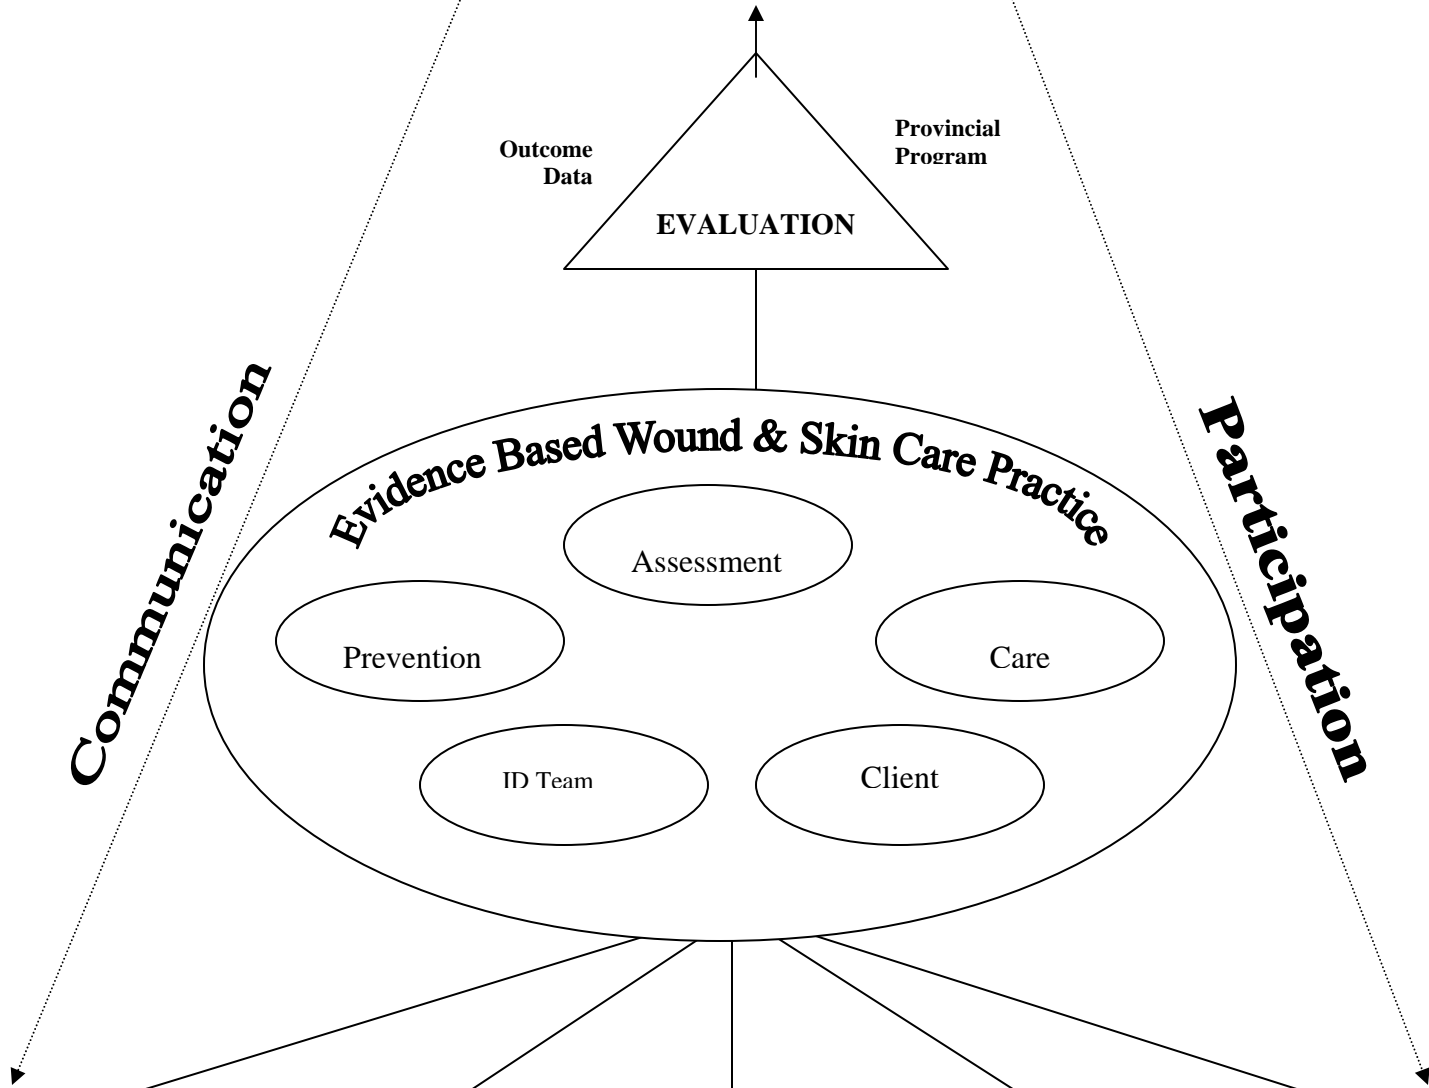 Outcome
Data
Provincial
Program
EVALUATION
Communication
Participation
Evidence Based Wound & Skin Care Practice
Assessment
Prevention
Care
ID Team
Client